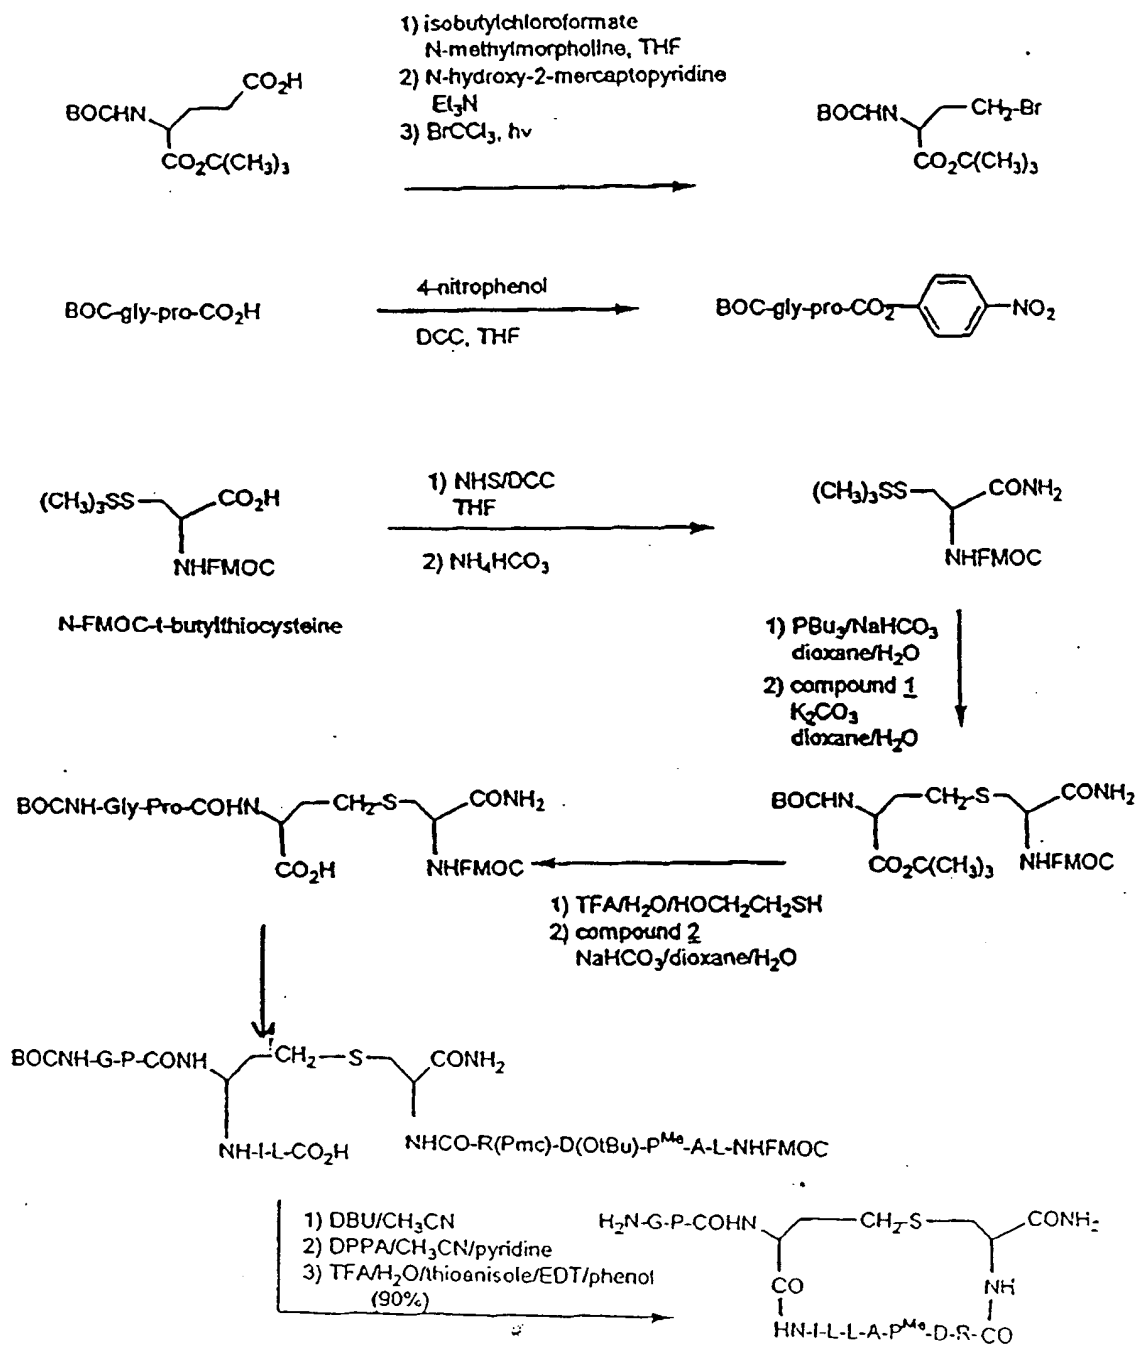 1) isobutylchloroformate
N-methylmorpholine, THF
2) N-hydroxy-2-mercaptopyridine
Et3N
3) BrCCl3, hv
CO2H
BOCHN
CO2C(CH3)3
CH2-Br
BOCHN
CO2C(CH3)3
BOC-gly-pro-CO2H
4-nitrophenol
DCC, THF
BOC-gly-pro-CO2
NO2
(CH3)3SS
CO2H
NHFMOC
N-FMOC-t-butylthiocysteine
1) NHS/DCC
THF
2) NH4HCO3
(CH3)3SS
CONH2
NHFMOC
1) PBu3/NaHCO3
dioxane/H2O
2) compound 1
K2CO3
dioxane/H2O
BOCNH-Gly-Pro-COHN
CH2-S
CONH2
CO2H
NHFMOC
BOCHN
CH2-S
CONH2
CO2C(CH3)3
NHFMOC
1) TFA/H2O/HOCH2CH2SH
2) compound 2
NaHCO3/dioxane/H2O
BOCNH-G-P-CONH
CH2-S
CONH2
NH-I-L-CO2H
NHCO-R(Pmc)-D(OtBu)-PMe-A-L-NHFMOC
1) DBU/CH3CN
2) DPPA/CH3CN/pyridine
3) TFA/H2O/thioanisole/EDT/phenol
(90%)
H2N-G-P-COHN
CH2-S
CONH2
CO
NH
HN-I-L-L-A-PMe-D-R-CO